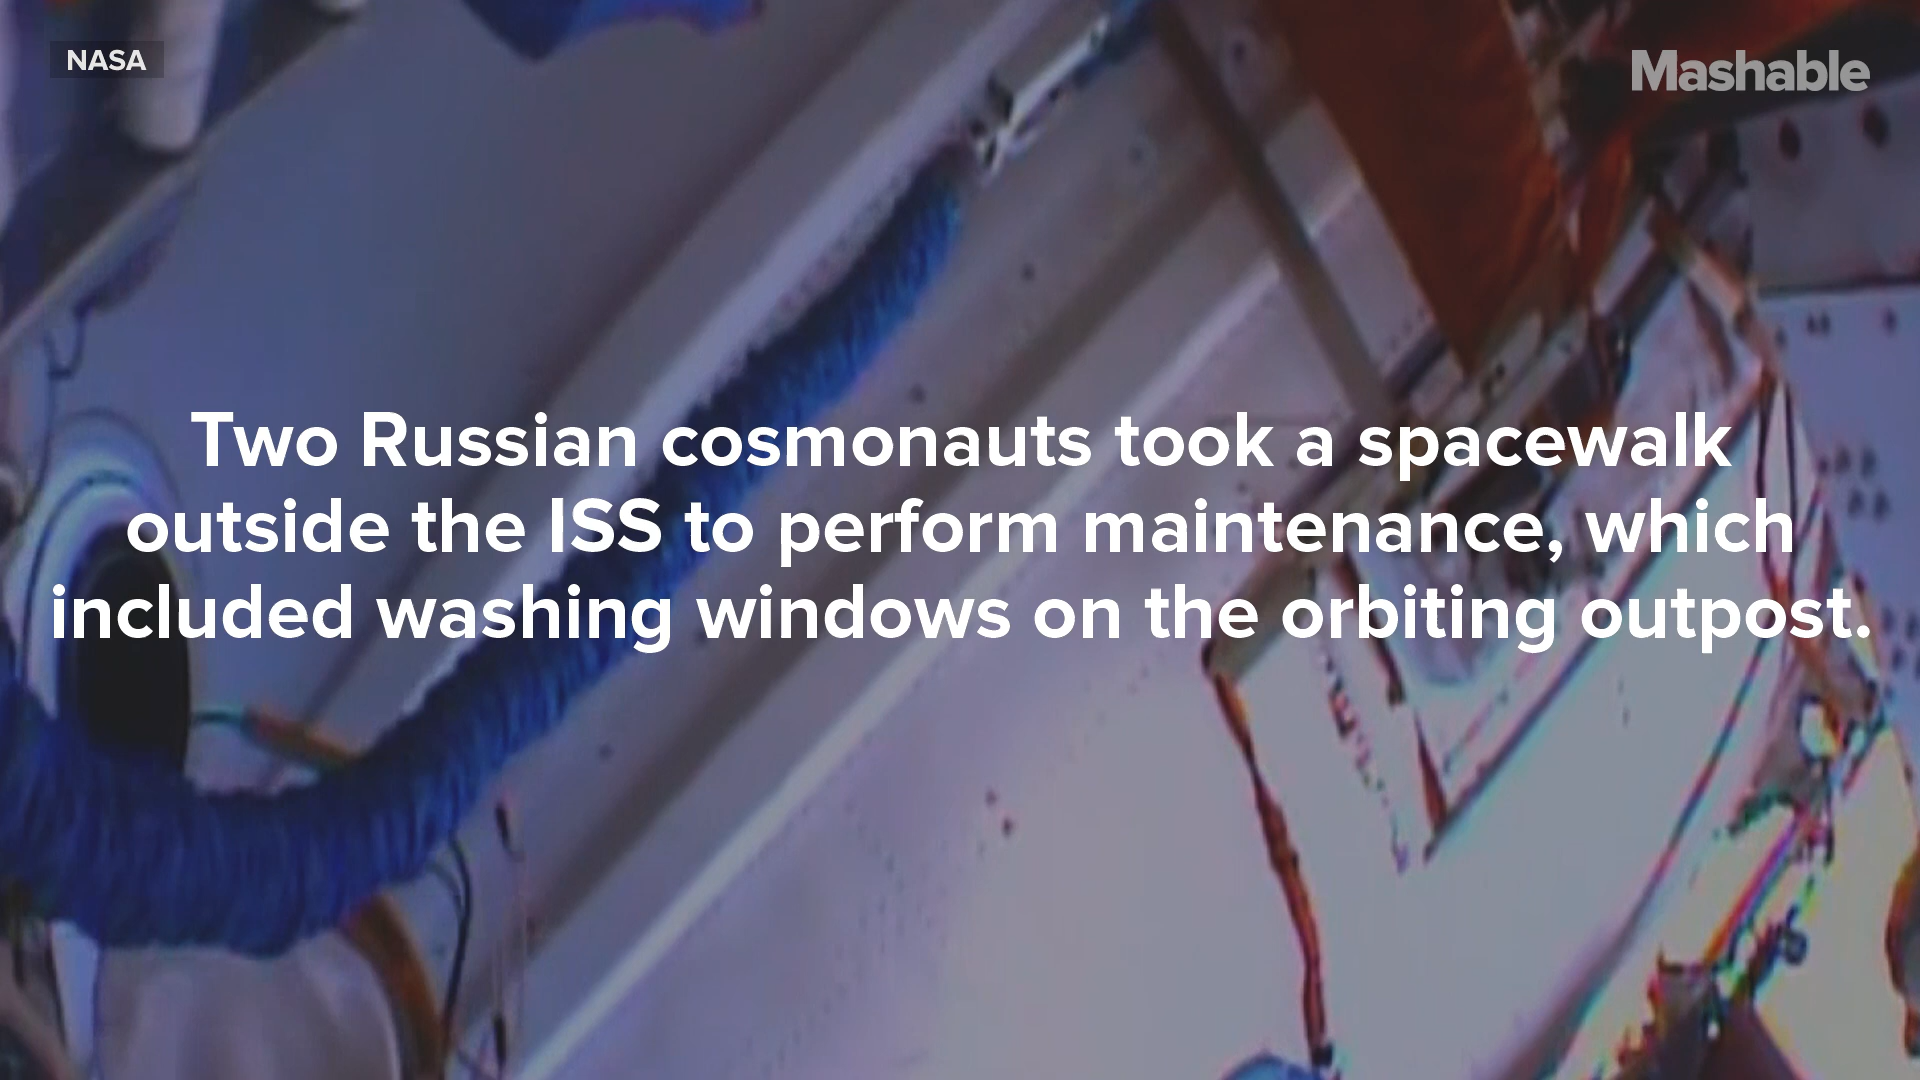 NASA
Mashable
Two Russian cosmonauts took a spacewalk
outside the ISS to perform maintenance, which
included washing windows on the orbiting outpost.